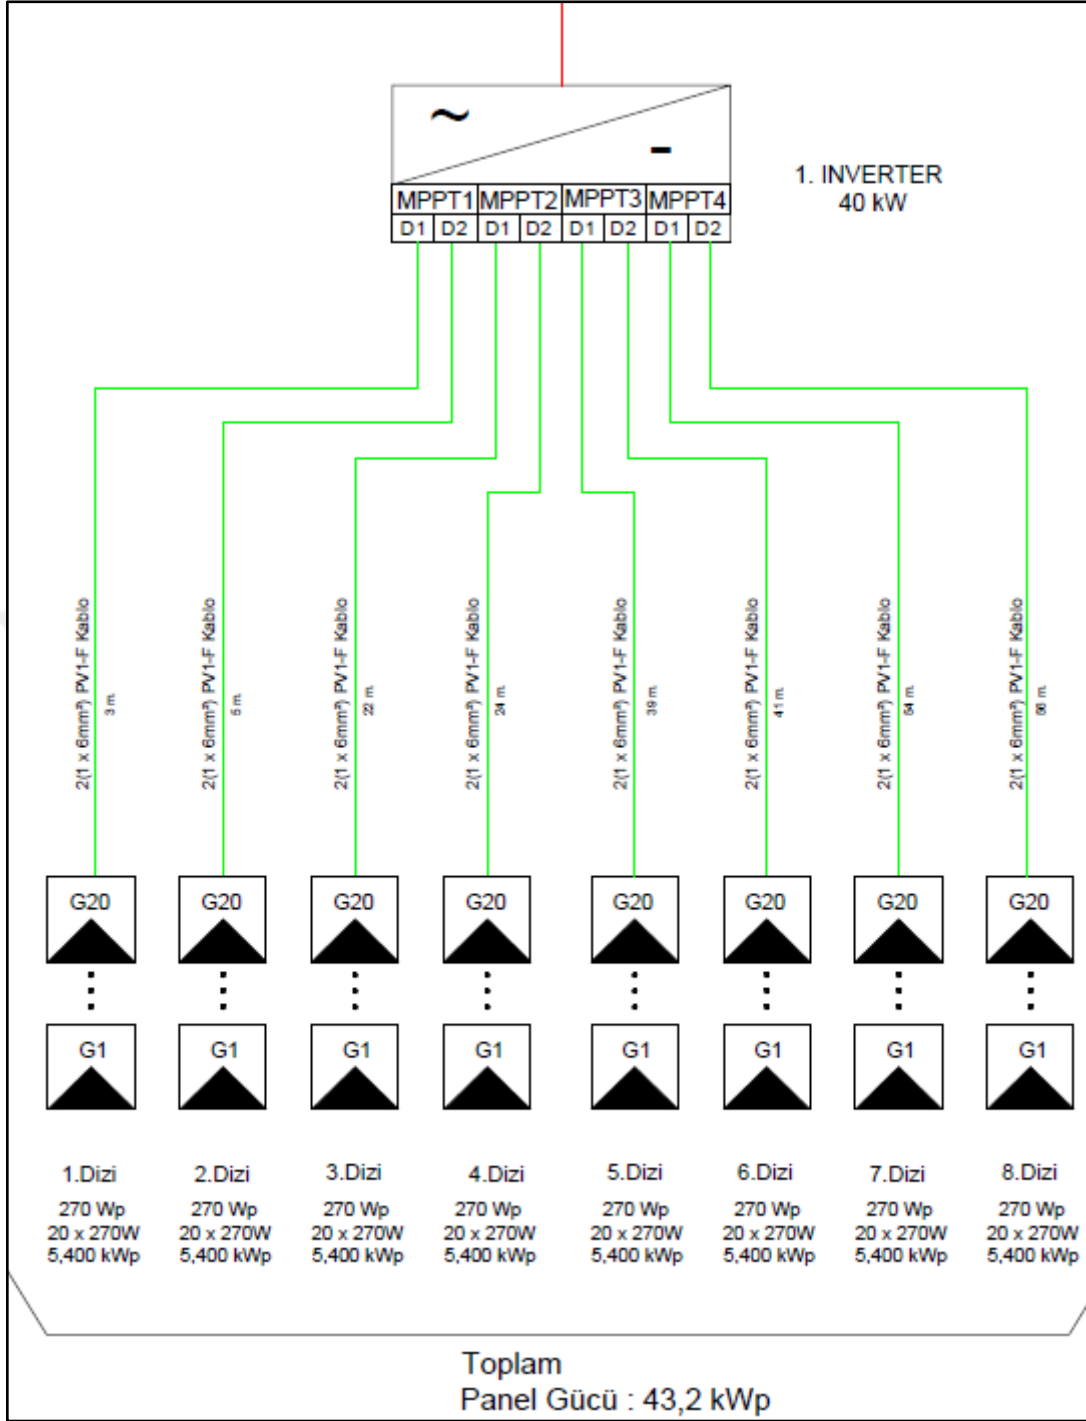 ~
-
1. INVERTER
40 kW
MPPT1 MPPT2 MPPT3 MPPT4
D1 D2 D1 D2 D1 D2 D1 D2
2(1 x 6mm²) PV1-F Kablo
3 m.
2(1 x 6mm²) PV1-F Kablo
5 m.
2(1 x 6mm²) PV1-F Kablo
22 m.
2(1 x 6mm²) PV1-F Kablo
24 m.
2(1 x 6mm²) PV1-F Kablo
39 m.
2(1 x 6mm²) PV1-F Kablo
41 m.
2(1 x 6mm²) PV1-F Kablo
54 m.
2(1 x 6mm²) PV1-F Kablo
56 m.
G20 G20 G20 G20 G20 G20 G20 G20
G1 G1 G1 G1 G1 G1 G1 G1
1.Dizi 2.Dizi 3.Dizi 4.Dizi 5.Dizi 6.Dizi 7.Dizi 8.Dizi
270 Wp 270 Wp 270 Wp 270 Wp 270 Wp 270 Wp 270 Wp 270 Wp
20 x 270W 20 x 270W 20 x 270W 20 x 270W 20 x 270W 20 x 270W 20 x 270W 20 x 270W
5,400 kWp 5,400 kWp 5,400 kWp 5,400 kWp 5,400 kWp 5,400 kWp 5,400 kWp 5,400 kWp
Toplam
Panel Gücü : 43,2 kWp